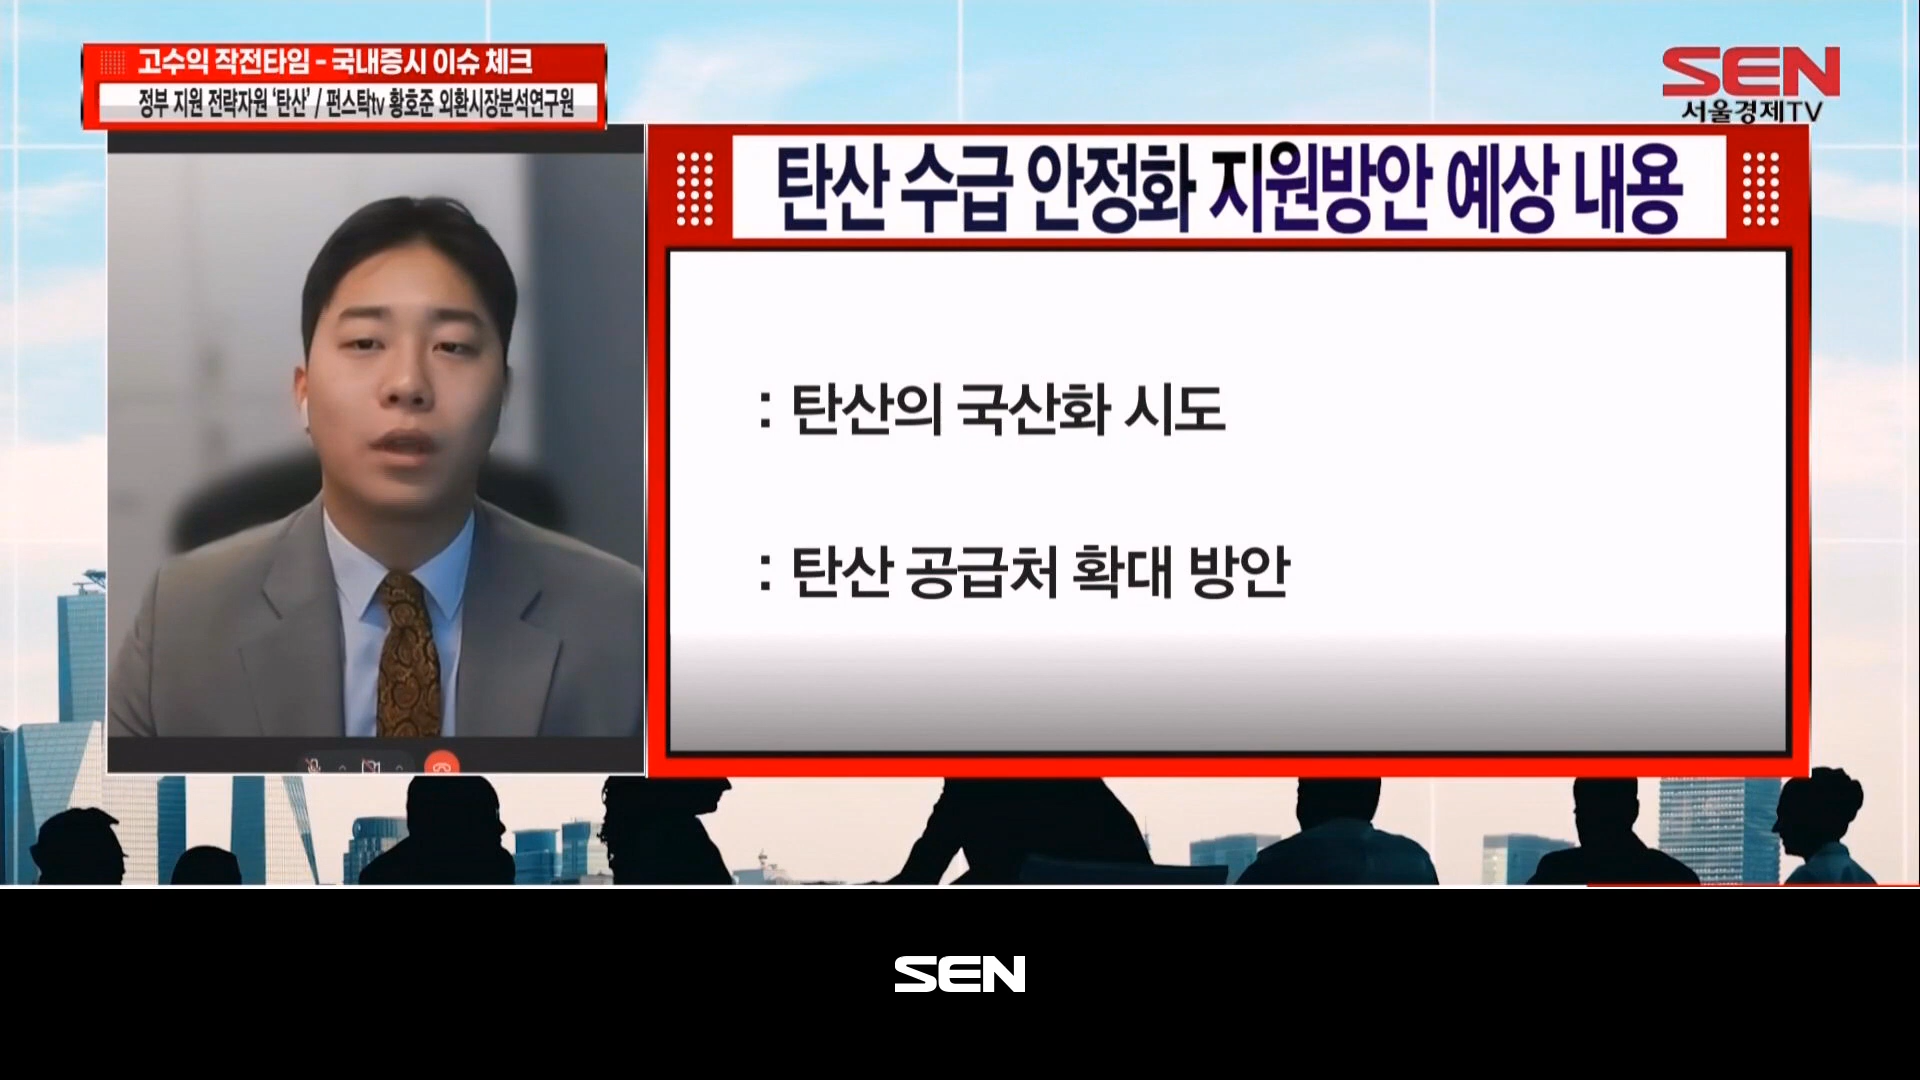 고수익 작전타임 - 국내증시 이슈 체크
정부 지원 전략자원 ‘탄산’ / 펀스탁tv 황호준 외환시장분석연구원
SEN
서울경제TV
탄산 수급 안정화 지원방안 예상 내용
: 탄산의 국산화 시도
: 탄산 공급처 확대 방안
SEN